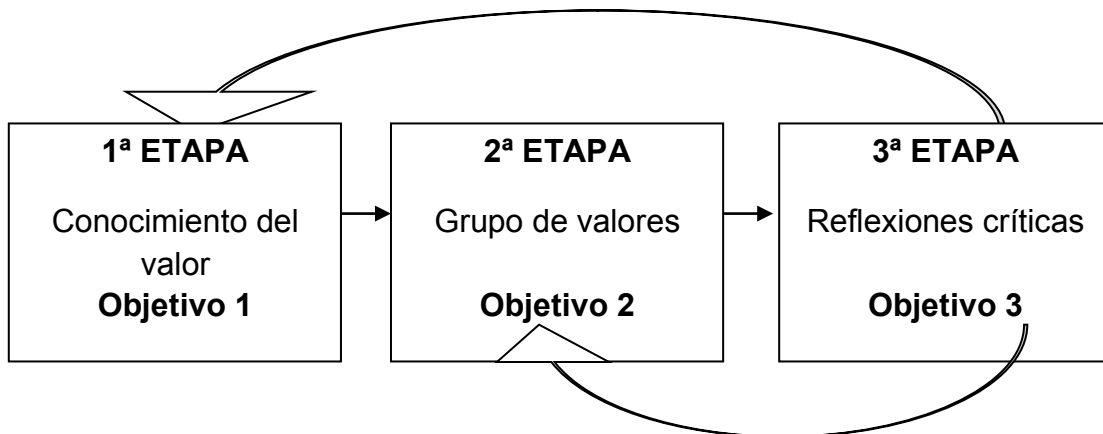 1ª ETAPA
Conocimiento del
valor
Objetivo 1
2ª ETAPA
Grupo de valores
Objetivo 2
3ª ETAPA
Reflexiones críticas
Objetivo 3